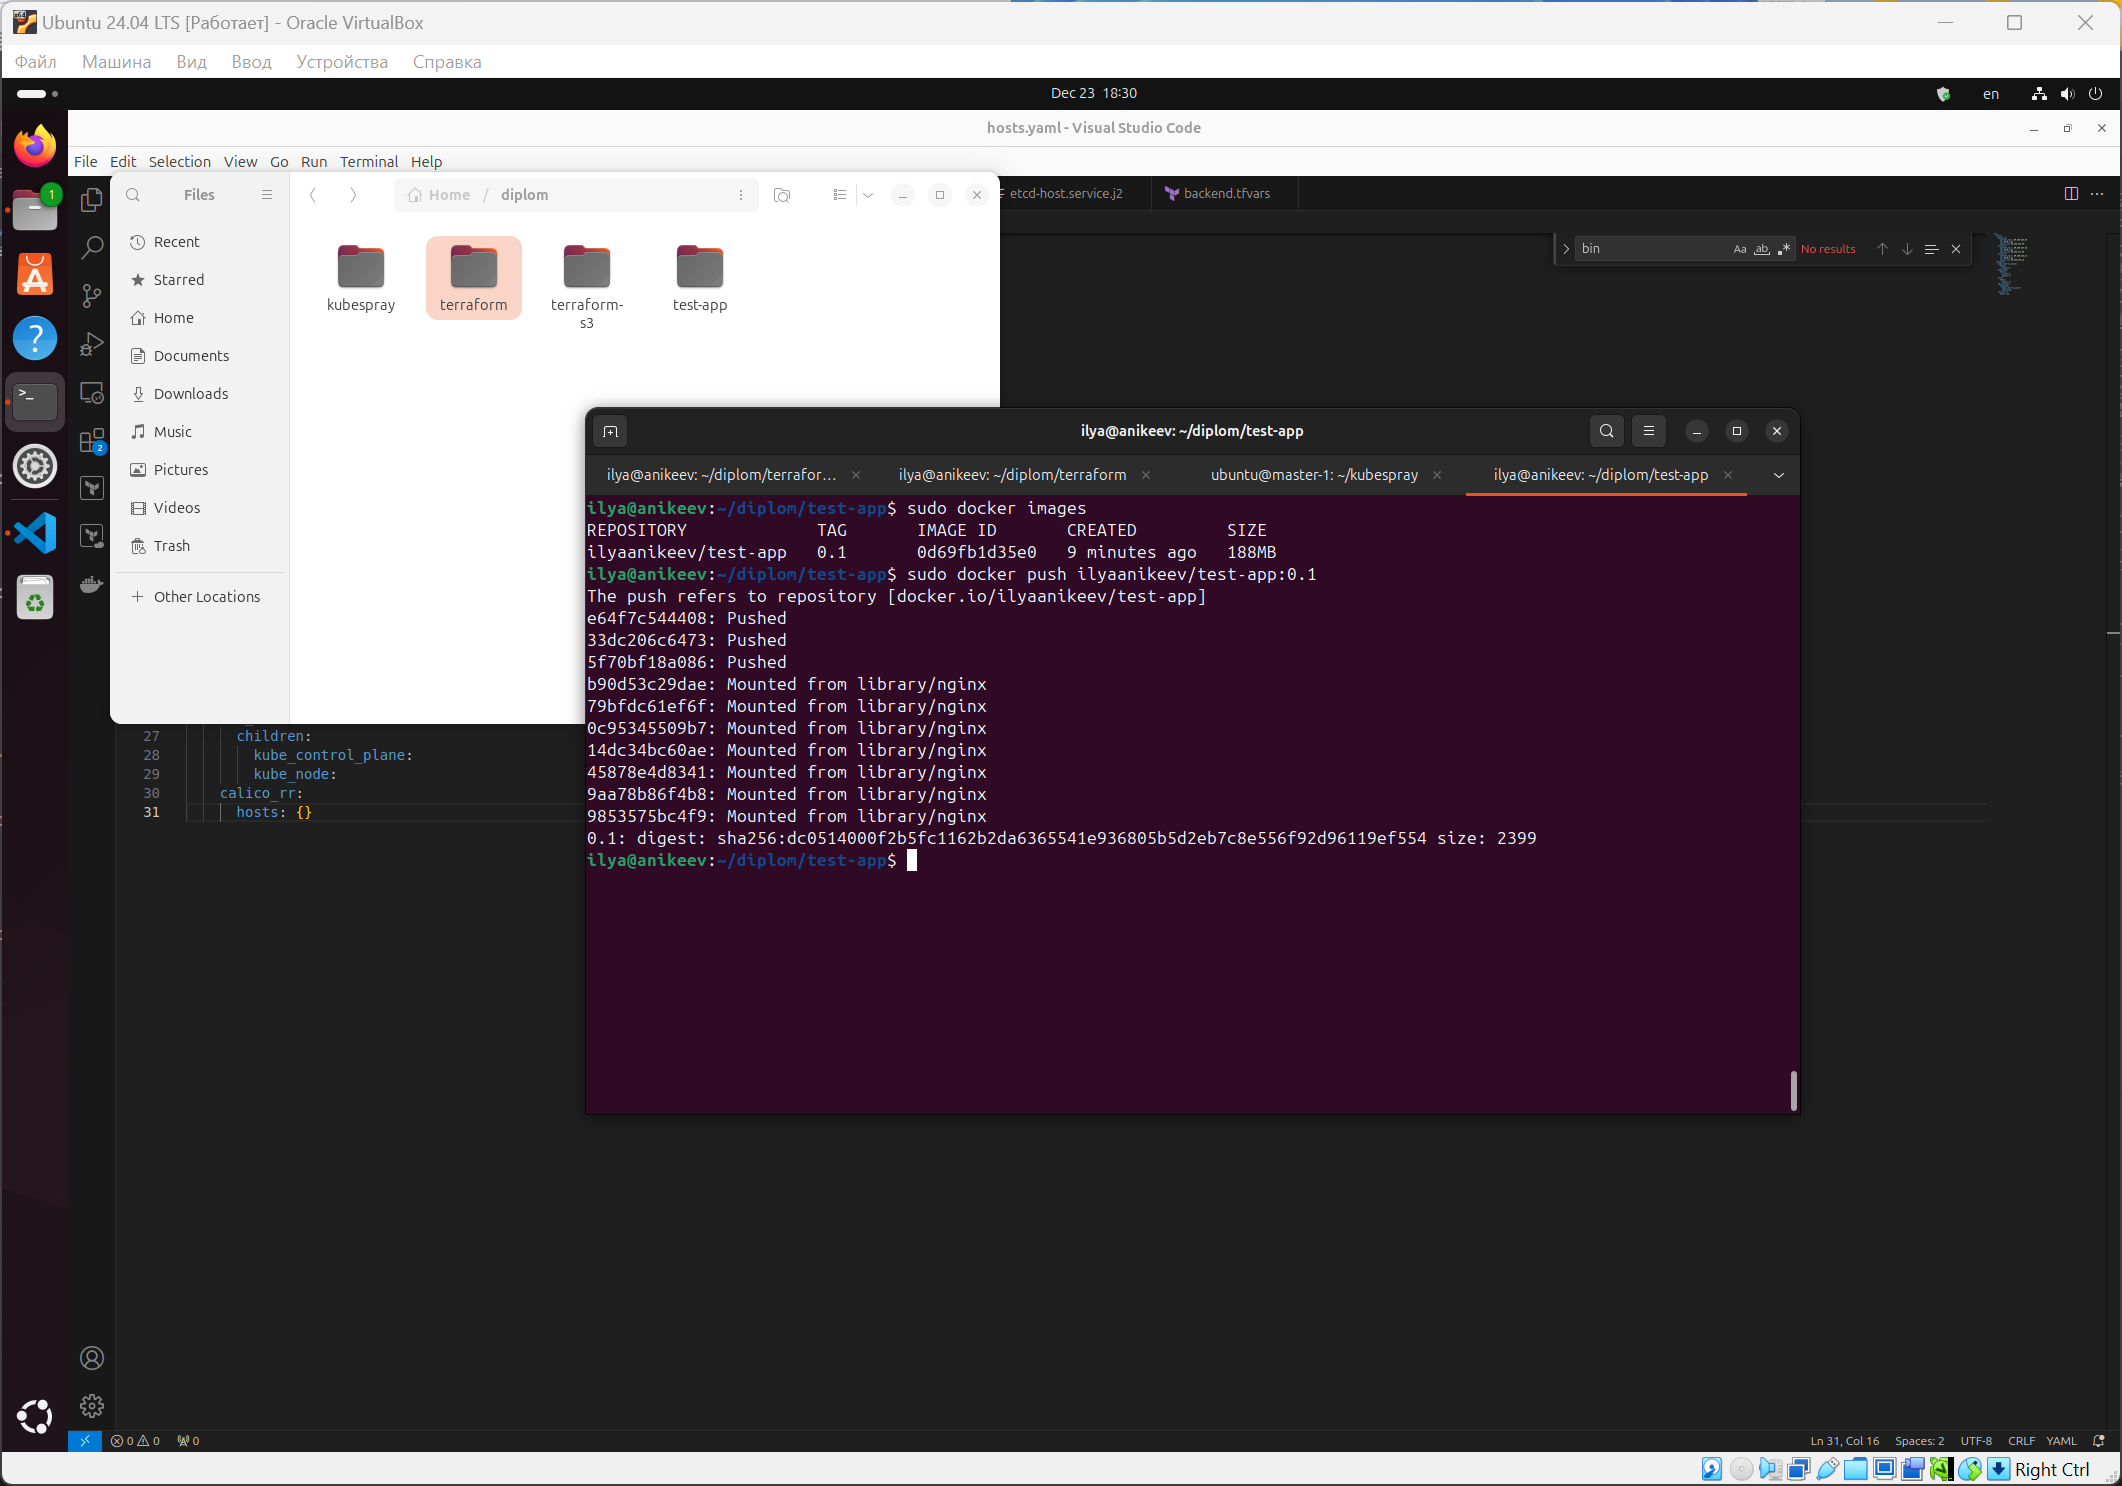 Ubuntu 24.04 LTS [Работает] - Oracle VirtualBox
Файл Машина Вид Ввод Устройства Справка
Dec 23 18:30
en
hosts.yaml - Visual Studio Code
File Edit Selection View Go Run Terminal Help
Files
Home / diplom
etcd-host.service.j2
backend.tfvars
bin
Aa ab .*
No results
Recent
Starred
Home
Documents
Downloads
Music
Pictures
Videos
Trash
Other Locations
kubespray
terraform
terraform-
s3
test-app
1
2
ilya@anikeev: ~/diplom/test-app
ilya@anikeev: ~/diplom/terrafor…
ilya@anikeev: ~/diplom/terraform
ubuntu@master-1: ~/kubespray
ilya@anikeev: ~/diplom/test-app
ilya@anikeev:~/diplom/test-app$ sudo docker images
REPOSITORY TAG IMAGE ID CREATED SIZE
ilyaanikeev/test-app 0.1 0d69fb1d35e0 9 minutes ago 188MB
ilya@anikeev:~/diplom/test-app$ sudo docker push ilyaanikeev/test-app:0.1
The push refers to repository [docker.io/ilyaanikeev/test-app]
e64f7c544408: Pushed
33dc206c6473: Pushed
5f70bf18a086: Pushed
b90d53c29dae: Mounted from library/nginx
79bfdc61ef6f: Mounted from library/nginx
0c95345509b7: Mounted from library/nginx
14dc34bc60ae: Mounted from library/nginx
45878e4d8341: Mounted from library/nginx
9aa78b86f4b8: Mounted from library/nginx
9853575bc4f9: Mounted from library/nginx
0.1: digest: sha256:dc0514000f2b5fc1162b2da6365541e936805b5d2eb7c8e556f92d96119ef554 size: 2399
ilya@anikeev:~/diplom/test-app$
27 children:
28 kube_control_plane:
29 kube_node:
30 calico_rr:
31 hosts: {}
0 0 0
Ln 31, Col 16 Spaces: 2 UTF-8 CRLF YAML
Right Ctrl